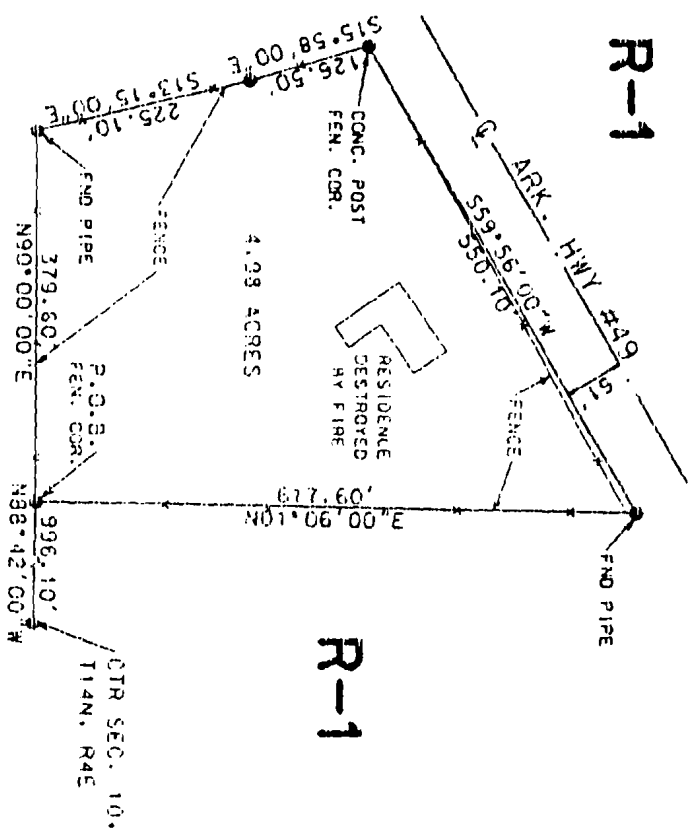 R-1
℄ ARK. HWY #49
51'
S59°56'00"W
550.10'
FENCE
FND PIPE
S15°58'00"E
126.50'
CONC. POST
FEN. COR.
S13°15'00"E
225.10'
FENCE
FND PIPE
4.98 ACRES
RESIDENCE
DESTROYED
BY FIRE
N01°06'00"E
617.60'
379.60'
N90°00'00"E
P.O.B.
FEN. COR.
996.10'
N88°42'00"W
CTR SEC. 10,
T14N, R4E
R-1